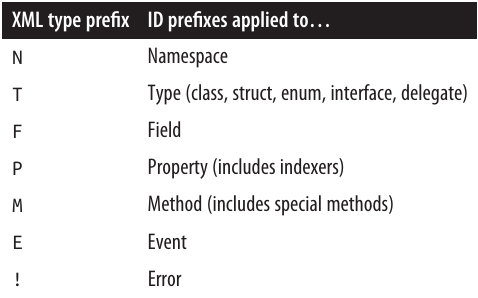 XML type prefix ID prefixes applied to…
N Namespace
T Type (class, struct, enum, interface, delegate)
F Field
P Property (includes indexers)
M Method (includes special methods)
E Event
! Error